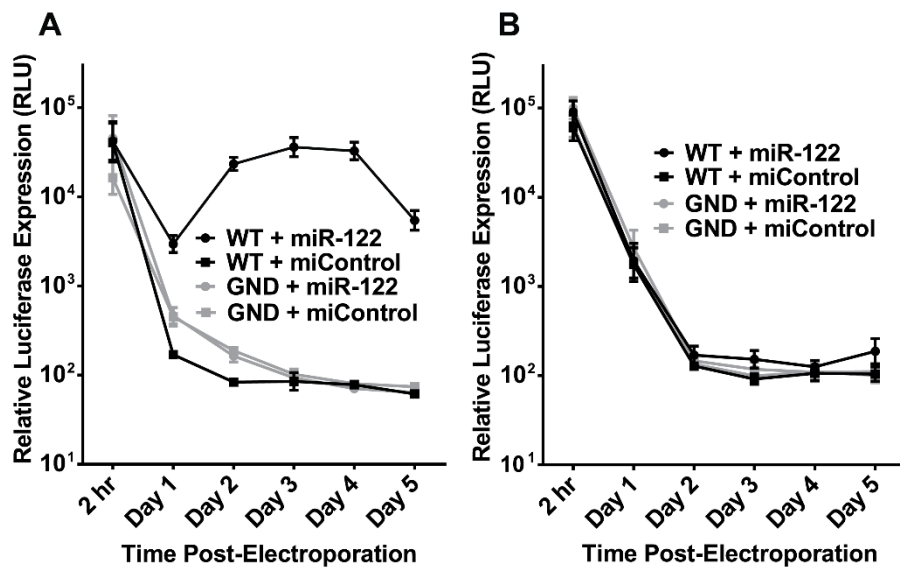 A
Relative Luciferase Expression (RLU)
10^5
10^4
10^3
10^2
10^1
WT + miR-122
WT + miControl
GND + miR-122
GND + miControl
2 hr
Day 1
Day 2
Day 3
Day 4
Day 5
Time Post-Electroporation
B
Relative Luciferase Expression (RLU)
10^5
10^4
10^3
10^2
10^1
WT + miR-122
WT + miControl
GND + miR-122
GND + miControl
2 hr
Day 1
Day 2
Day 3
Day 4
Day 5
Time Post-Electroporation